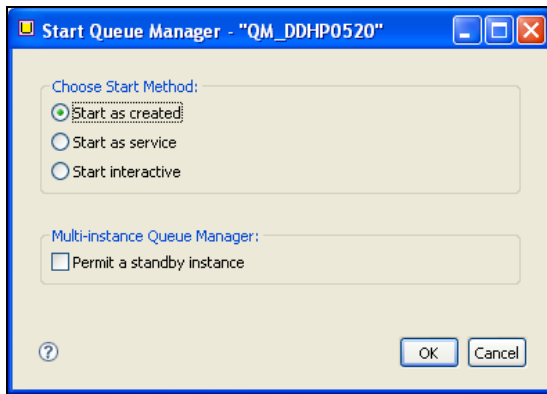 Start Queue Manager - "QM_DDHP0520"
Choose Start Method:
Start as created
Start as service
Start interactive
Multi-instance Queue Manager:
Permit a standby instance
?
OK Cancel